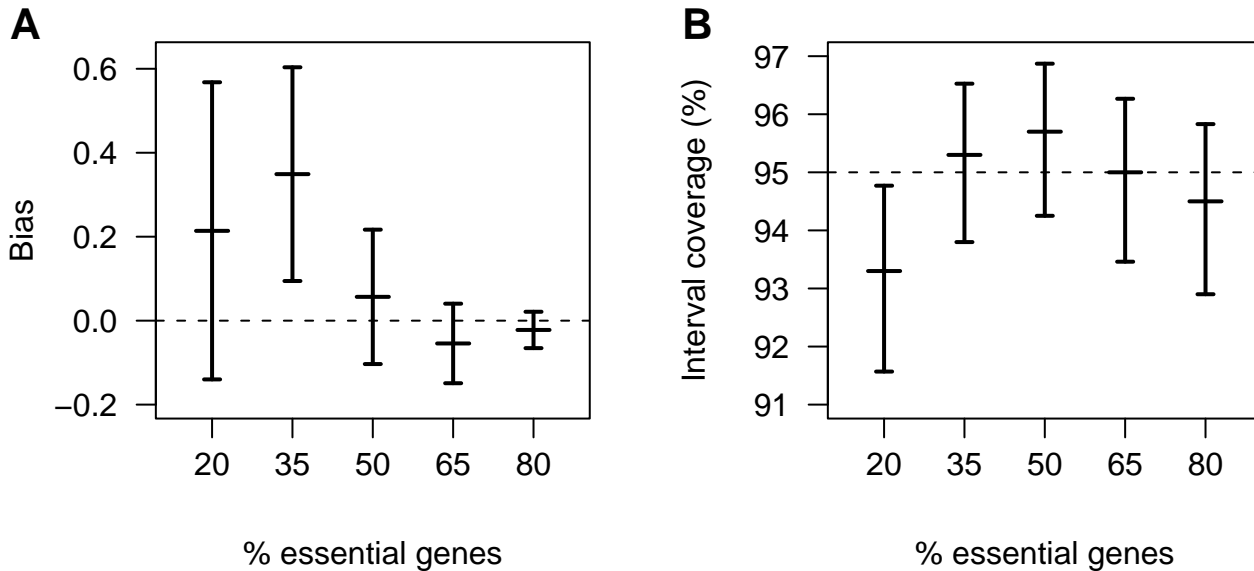 A
Bias
0.6
0.4
0.2
0.0
−0.2
20 35 50 65 80
% essential genes
B
Interval coverage (%)
97
96
95
94
93
92
91
20 35 50 65 80
% essential genes